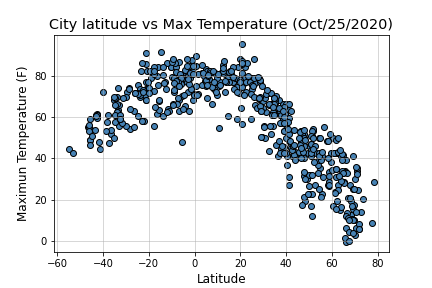 City latitude vs Max Temperature (Oct/25/2020)
Maximun Temperature (F)
80
60
40
20
0
−60 −40 −20 0 20 40 60 80
Latitude